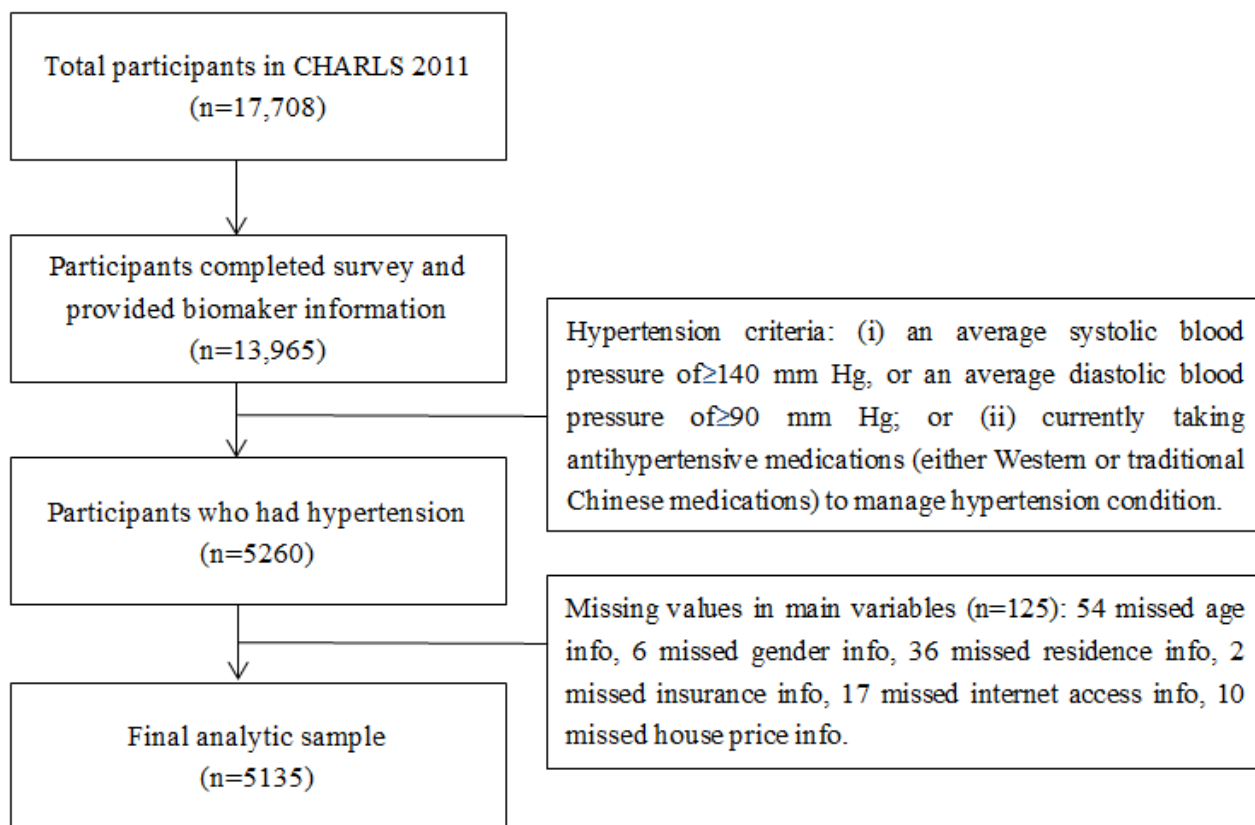 Total participants in CHARLS 2011
(n=17,708)
Participants completed survey and
provided biomaker information
(n=13,965)
Hypertension criteria: (i) an average systolic blood
pressure of≥140 mm Hg, or an average diastolic blood
pressure of≥90 mm Hg; or (ii) currently taking
antihypertensive medications (either Western or traditional
Chinese medications) to manage hypertension condition.
Participants who had hypertension
(n=5260)
Missing values in main variables (n=125): 54 missed age
info, 6 missed gender info, 36 missed residence info, 2
missed insurance info, 17 missed internet access info, 10
missed house price info.
Final analytic sample
(n=5135)